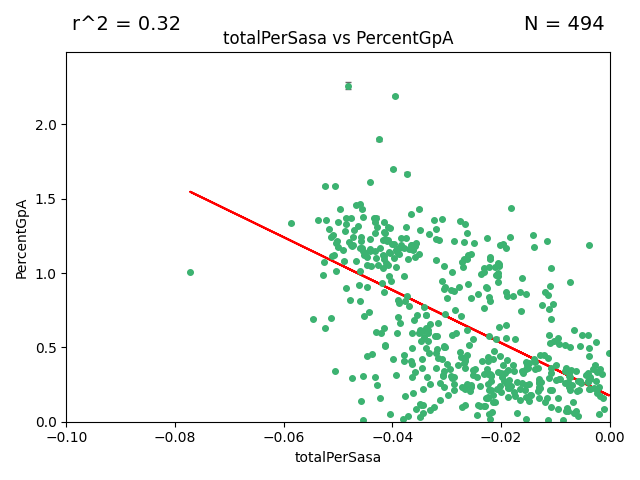 r^2 = 0.32
N = 494
totalPerSasa vs PercentGpA
PercentGpA
2.0
1.5
1.0
0.5
0.0
−0.10
−0.08
−0.06
−0.04
−0.02
0.00
totalPerSasa